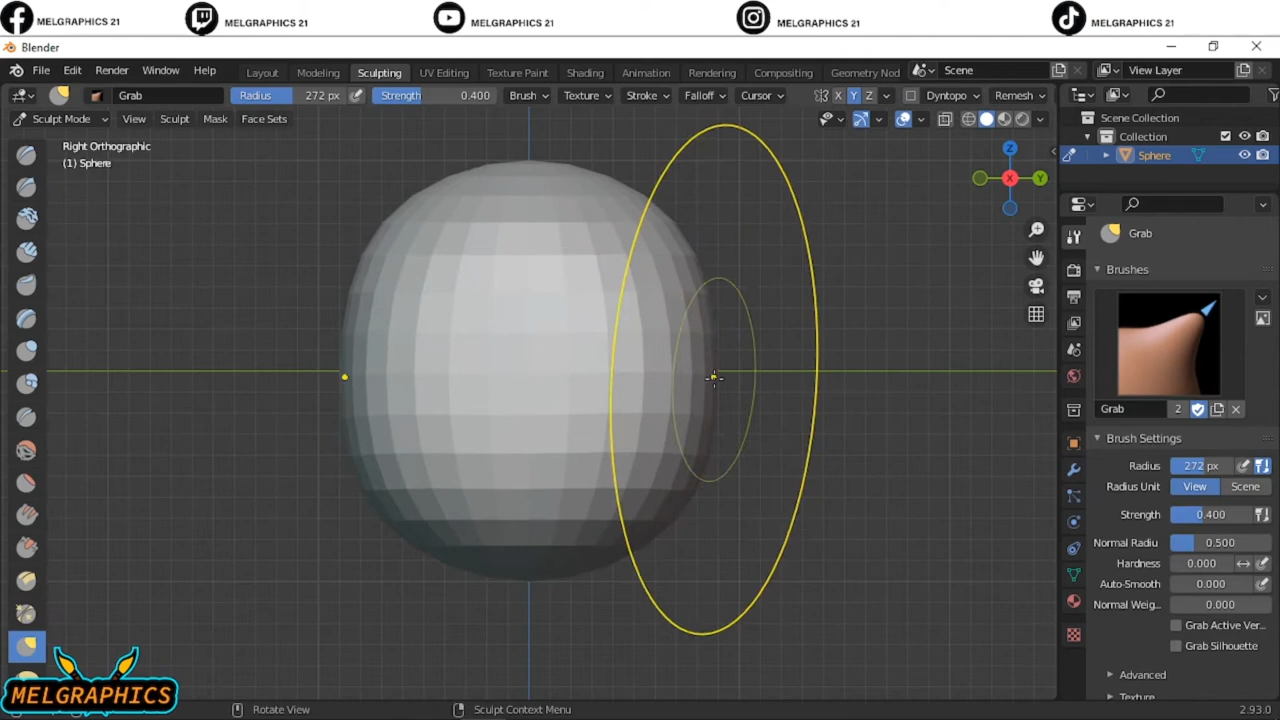 MELGRAPHICS 21 MELGRAPHICS 21 MELGRAPHICS 21 MELGRAPHICS 21 MELGRAPHICS 21
Blender
File Edit Render Window Help Layout Modeling Sculpting UV Editing Texture Paint Shading Animation Rendering Compositing Geometry Nod Scene View Layer
Grab Radius 272 px Strength 0.400 Brush Texture Stroke Falloff Cursor X Y Z Dyntopo Remesh
Sculpt Mode View Sculpt Mask Face Sets
Scene Collection
Collection
Sphere
Right Orthographic
(1) Sphere
Z
X
Y
Grab
Brushes
Grab 2
Brush Settings
Radius 272 px
Radius Unit View Scene
Strength 0.400
Normal Radiu 0.500
Hardness 0.000
Auto-Smooth 0.000
Normal Weig... 0.000
Grab Active Ver...
Grab Silhouette
Advanced
Texture
MELGRAPHICS
Rotate View Sculpt Context Menu 2.93.0